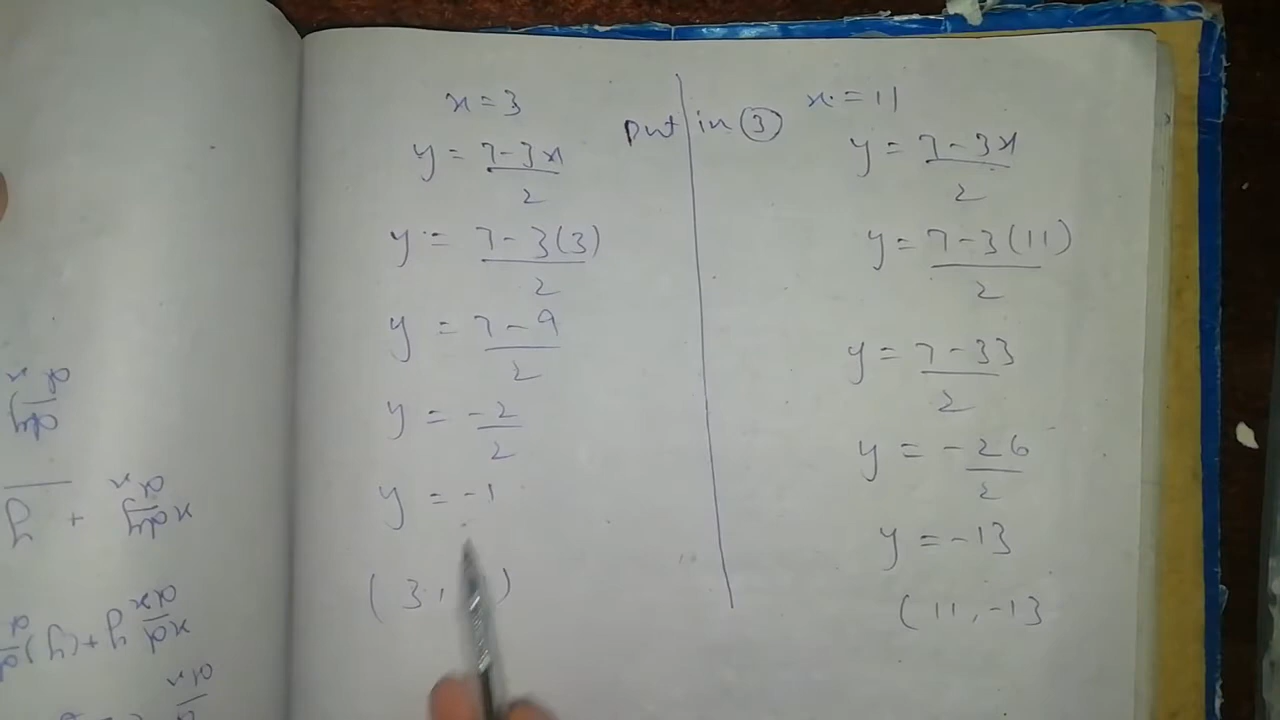 x = 3
y = 7 - 3x / 2
y = 7 - 3(3) / 2
y = 7 - 9 / 2
y = -2 / 2
y = -1
(3, )
put in ③
x = 11
y = 7 - 3x / 2
y = 7 - 3(11) / 2
y = 7 - 33 / 2
y = -26 / 2
y = -13
(11, -13